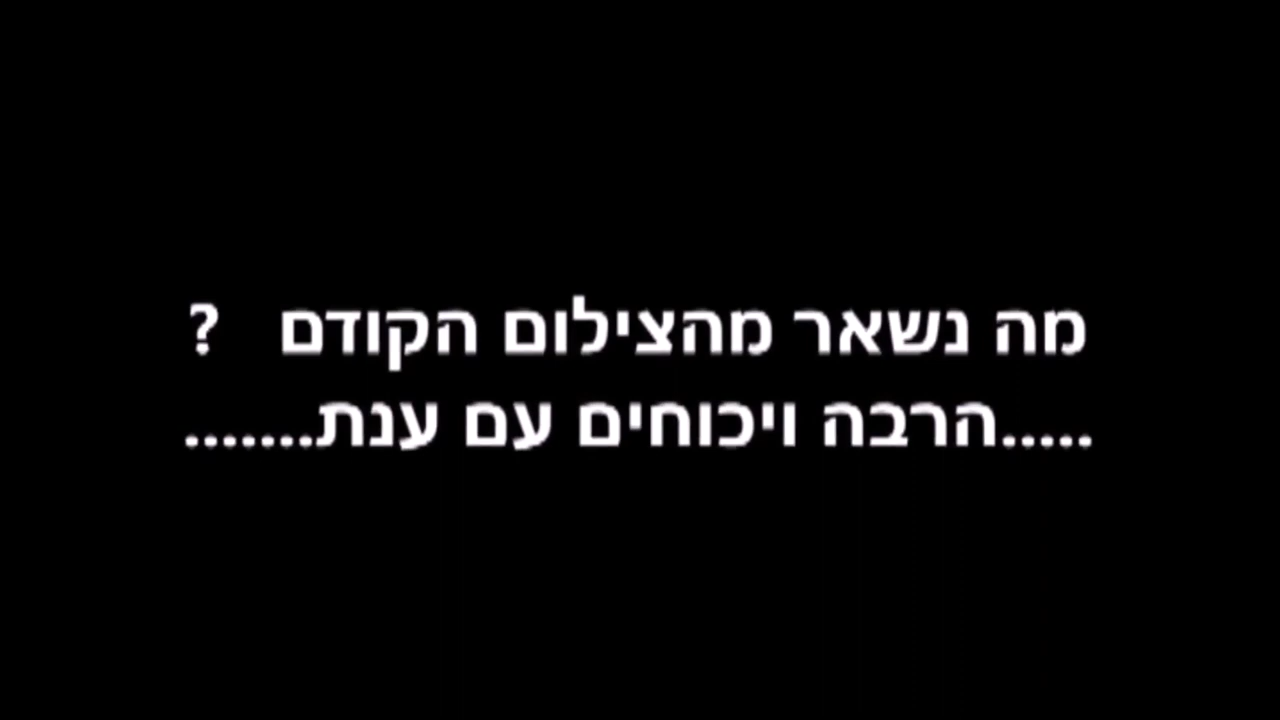 מה נשאר מהצילום הקודם   ?
.....הרבה ויכוחים עם ענת.......